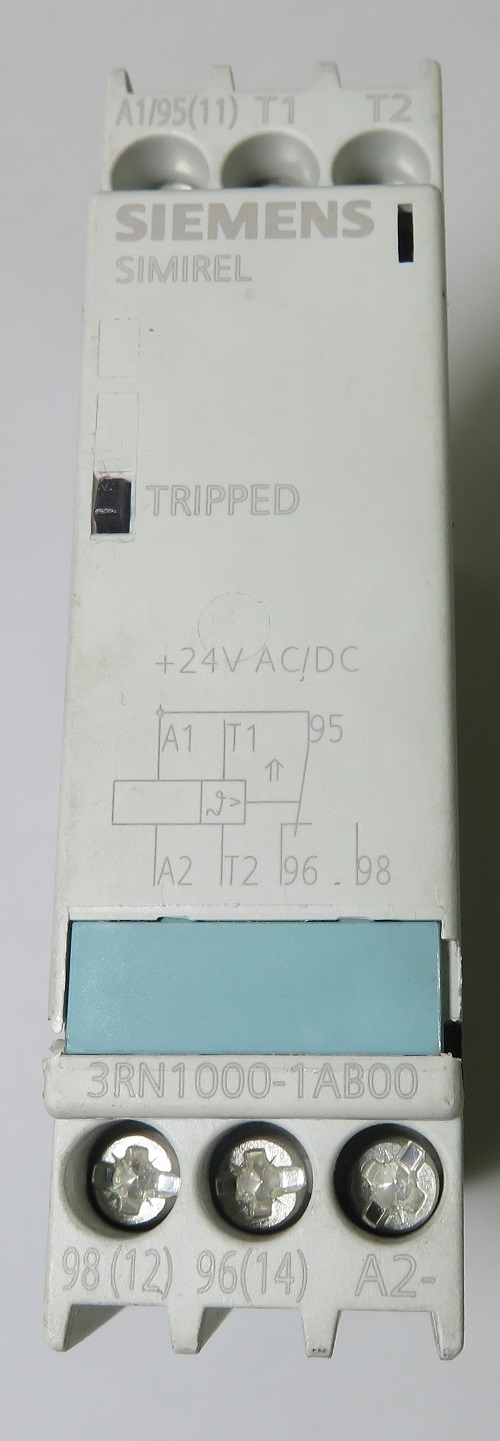 A1/95(11) T1 T2
SIEMENS
SIMIREL
TRIPPED
+24V AC/DC
A1 T1 95
ϑ>
A2 T2 96 98
3RN1000-1AB00
98(12) 96(14) A2-